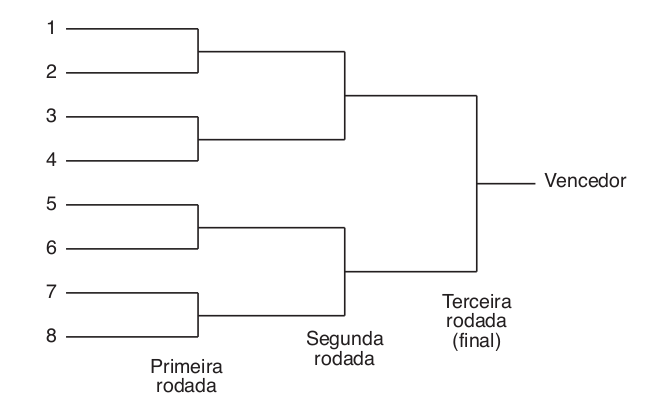 1
2
3
4
5
6
7
8
Vencedor
Primeira
rodada
Segunda
rodada
Terceira
rodada
(final)